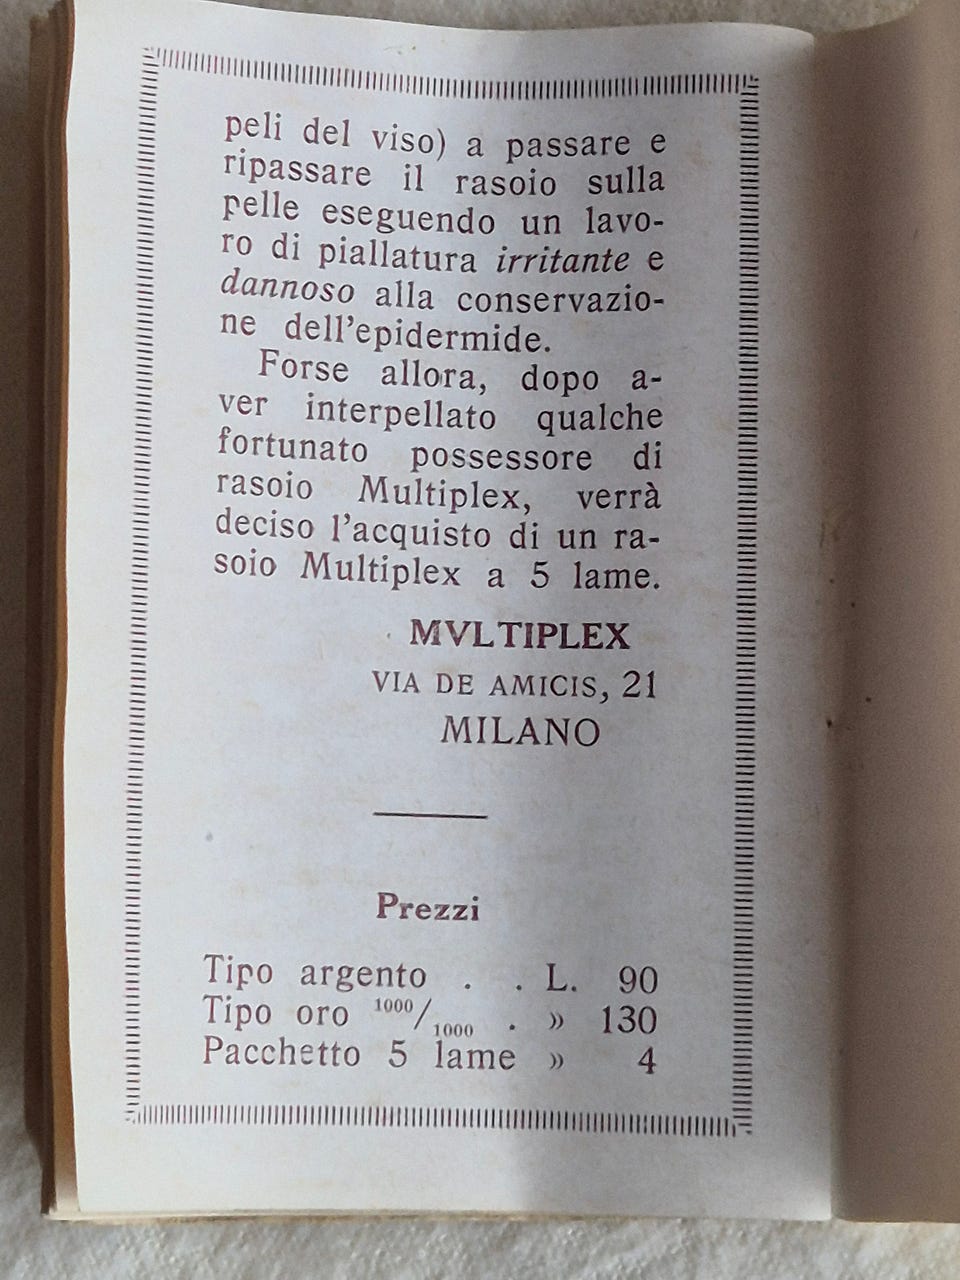 peli del viso) a passare e
ripassare il rasoio sulla
pelle eseguendo un lavo-
ro di piallatura irritante e
dannoso alla conservazio-
ne dell'epidermide.
Forse allora, dopo a-
ver interpellato qualche
fortunato possessore di
rasoio Multiplex, verrà
deciso l'acquisto di un ra-
soio Multiplex a 5 lame.
MVLTIPLEX
VIA DE AMICIS, 21
MILANO
Prezzi
Tipo argento . . L. 90
Tipo oro 1000/1000 . » 130
Pacchetto 5 lame » 4